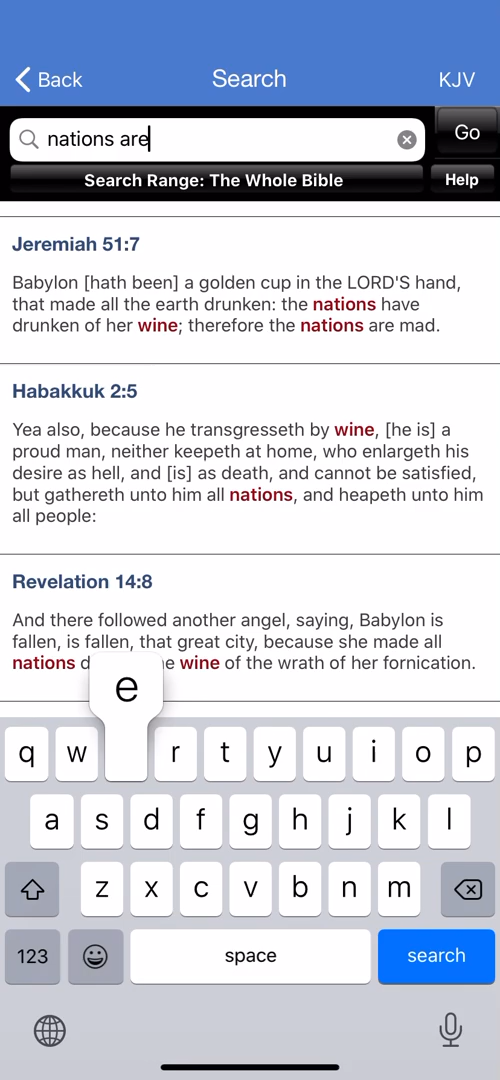 Back
Search
KJV
nations are
Go
Search Range: The Whole Bible
Help
Jeremiah 51:7
Babylon [hath been] a golden cup in the LORD'S hand,
that made all the earth drunken: the nations have
drunken of her wine; therefore the nations are mad.
Habakkuk 2:5
Yea also, because he transgresseth by wine, [he is] a
proud man, neither keepeth at home, who enlargeth his
desire as hell, and [is] as death, and cannot be satisfied,
but gathereth unto him all nations, and heapeth unto him
all people:
Revelation 14:8
And there followed another angel, saying, Babylon is
fallen, is fallen, that great city, because she made all
nations wine of the wrath of her fornication.
e
q w r t y u i o p
a s d f g h j k l
z x c v b n m
123 space search